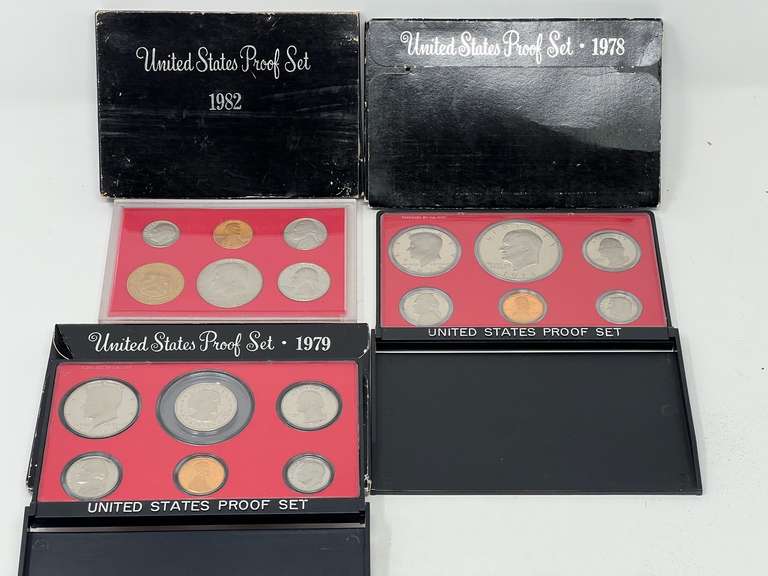 United States Proof Set
1982
United States Proof Set • 1978
UNITED STATES PROOF SET
United States Proof Set • 1979
UNITED STATES PROOF SET